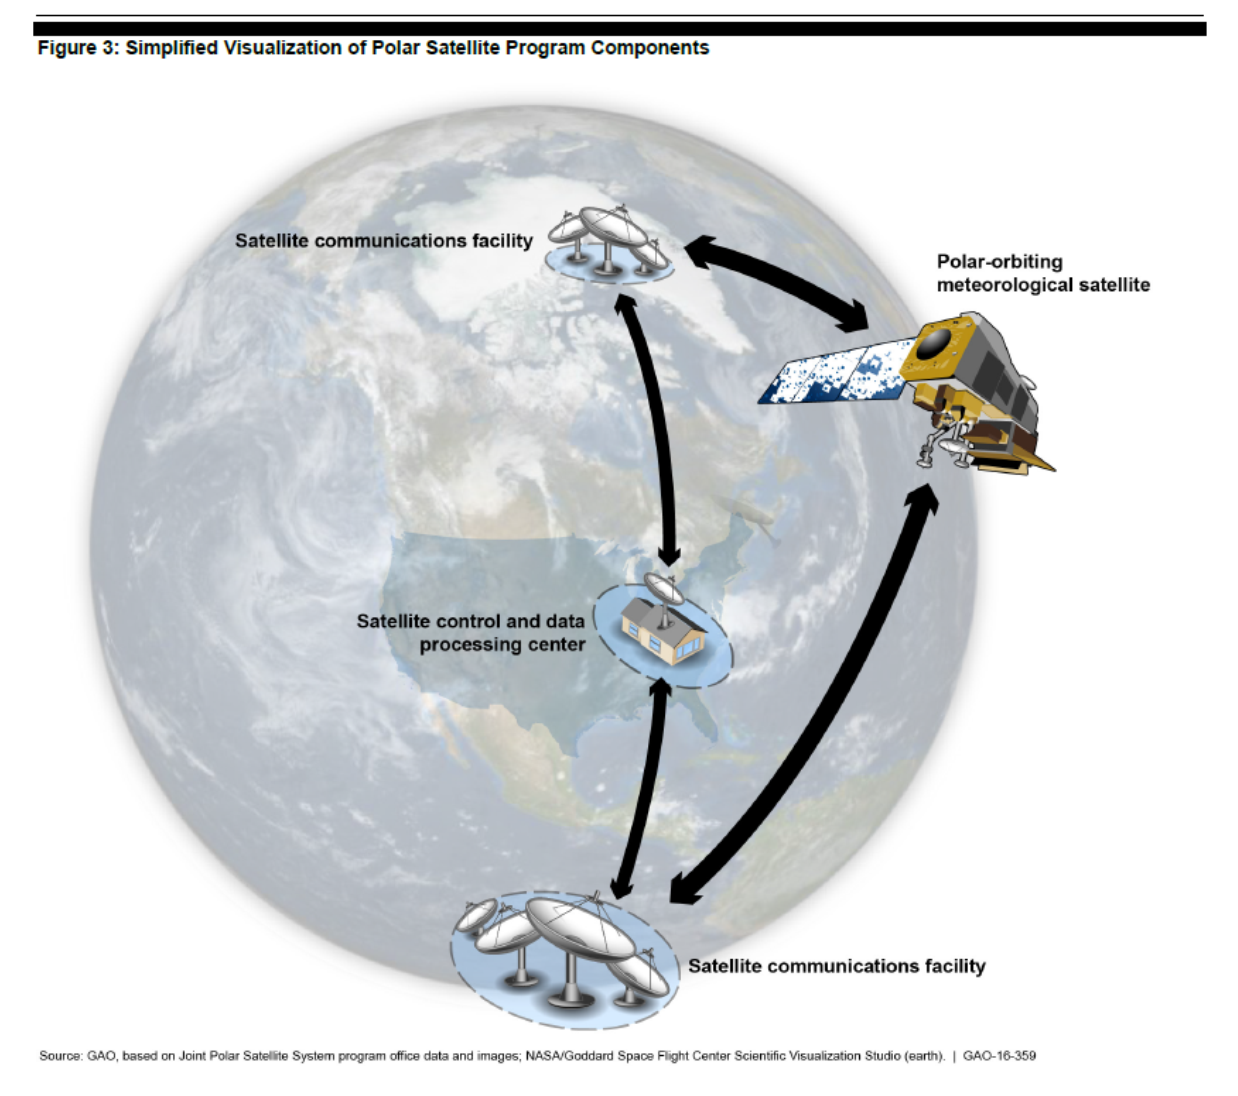 Figure 3: Simplified Visualization of Polar Satellite Program Components
Satellite communications facility
Polar-orbiting
meteorological satellite
Satellite control and data
processing center
Satellite communications facility
Source: GAO, based on Joint Polar Satellite System program office data and images; NASA/Goddard Space Flight Center Scientific Visualization Studio (earth).  |  GAO-16-359